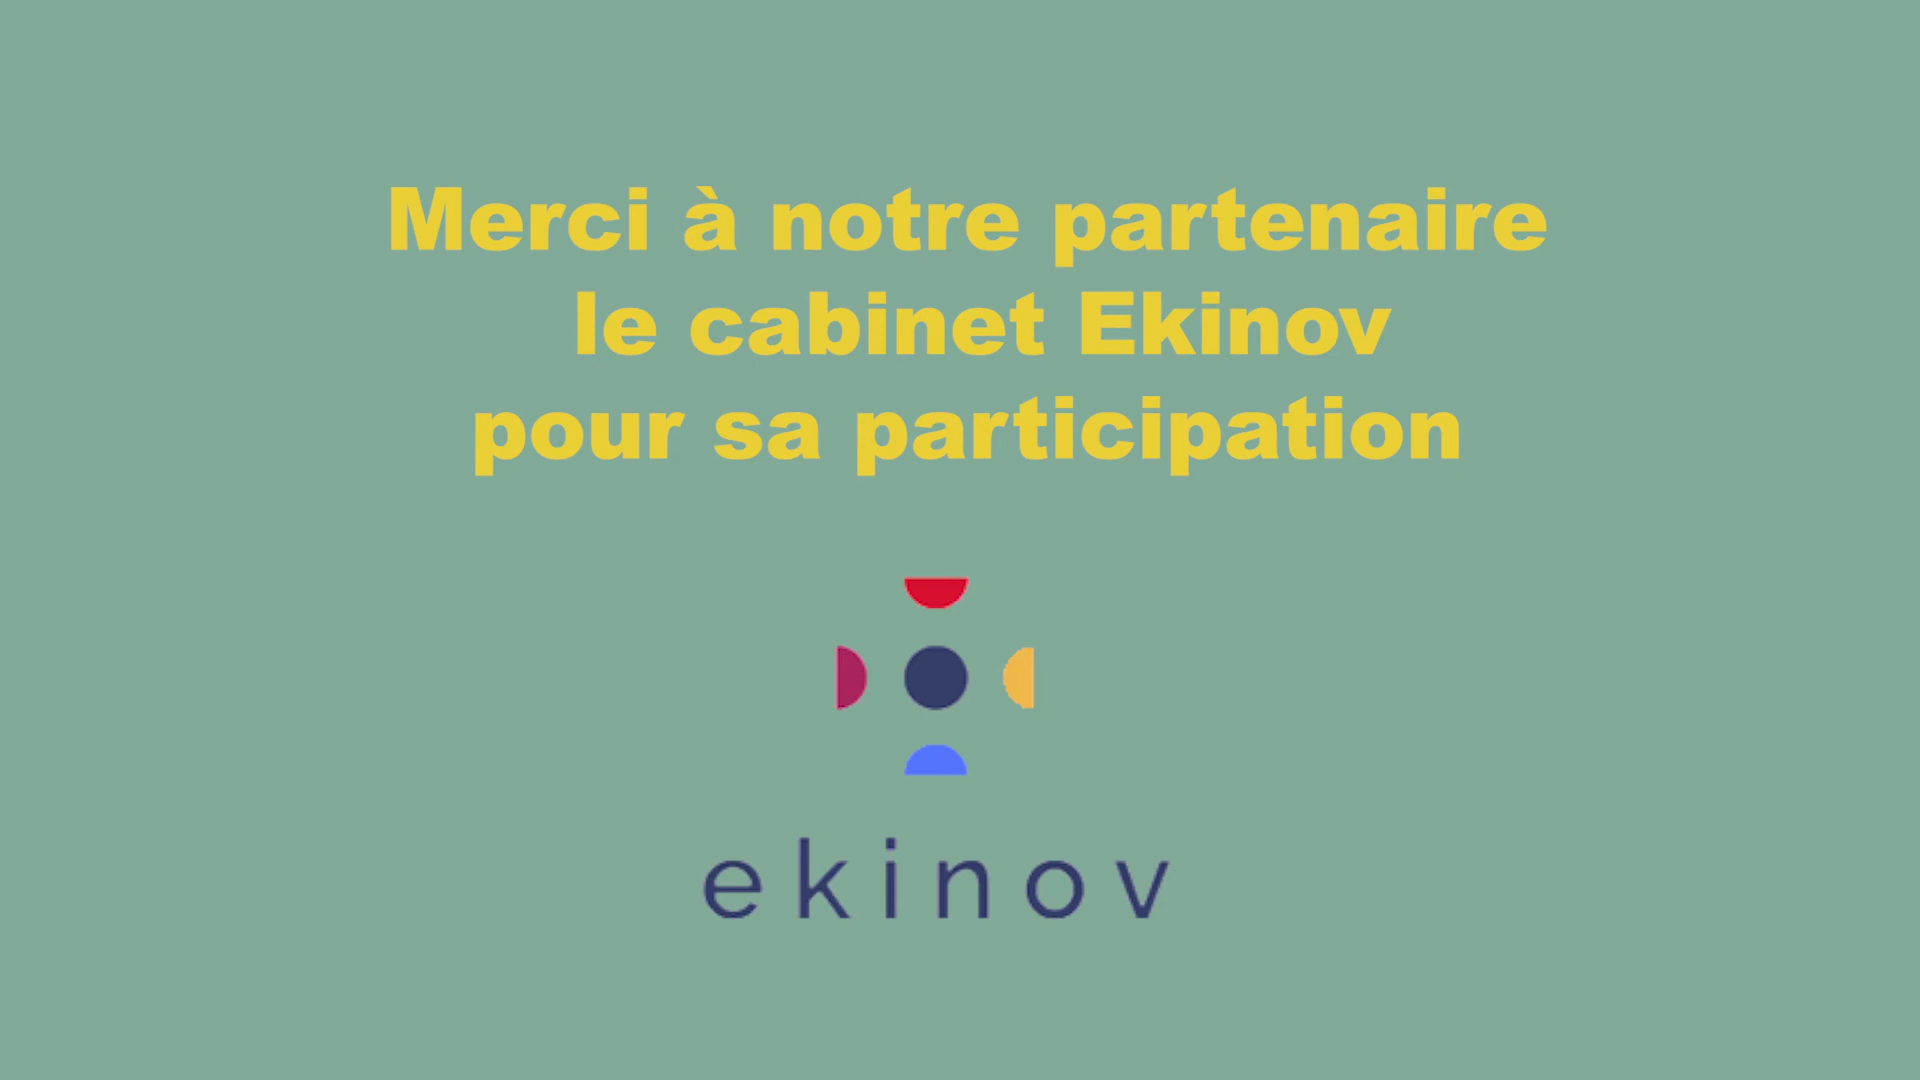 Merci à notre partenaire
le cabinet Ekinov
pour sa participation
ekinov